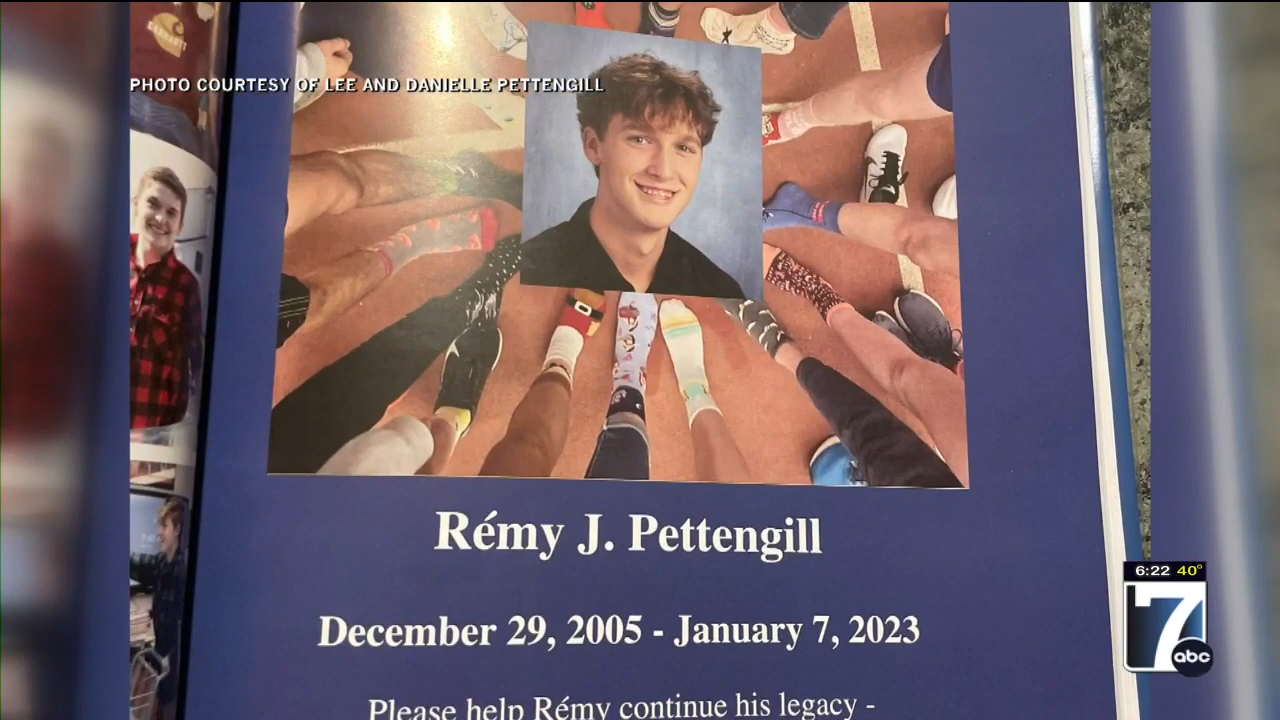 PHOTO COURTESY OF LEE AND DANIELLE PETTENGILL
Rémy J. Pettengill
December 29, 2005 - January 7, 2023
Please help Rémy continue his legacy -
6:22 40°
7
abc